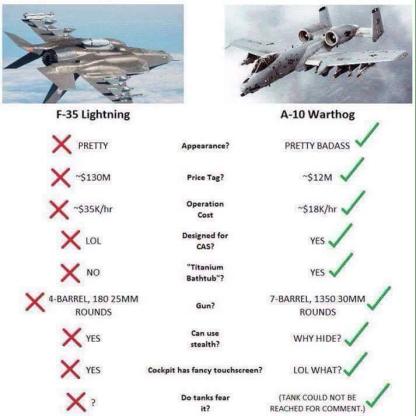 F-35 Lightning
A-10 Warthog
PRETTY Appearance? PRETTY BADASS
~$130M Price Tag? ~$12M
~$35K/hr Operation Cost ~$18K/hr
LOL Designed for CAS? YES
NO "Titanium Bathtub"? YES
4-BARREL, 180 25MM ROUNDS Gun? 7-BARREL, 1350 30MM ROUNDS
YES Can use stealth? WHY HIDE?
YES Cockpit has fancy touchscreen? LOL WHAT?
? Do tanks fear it? (TANK COULD NOT BE REACHED FOR COMMENT.)